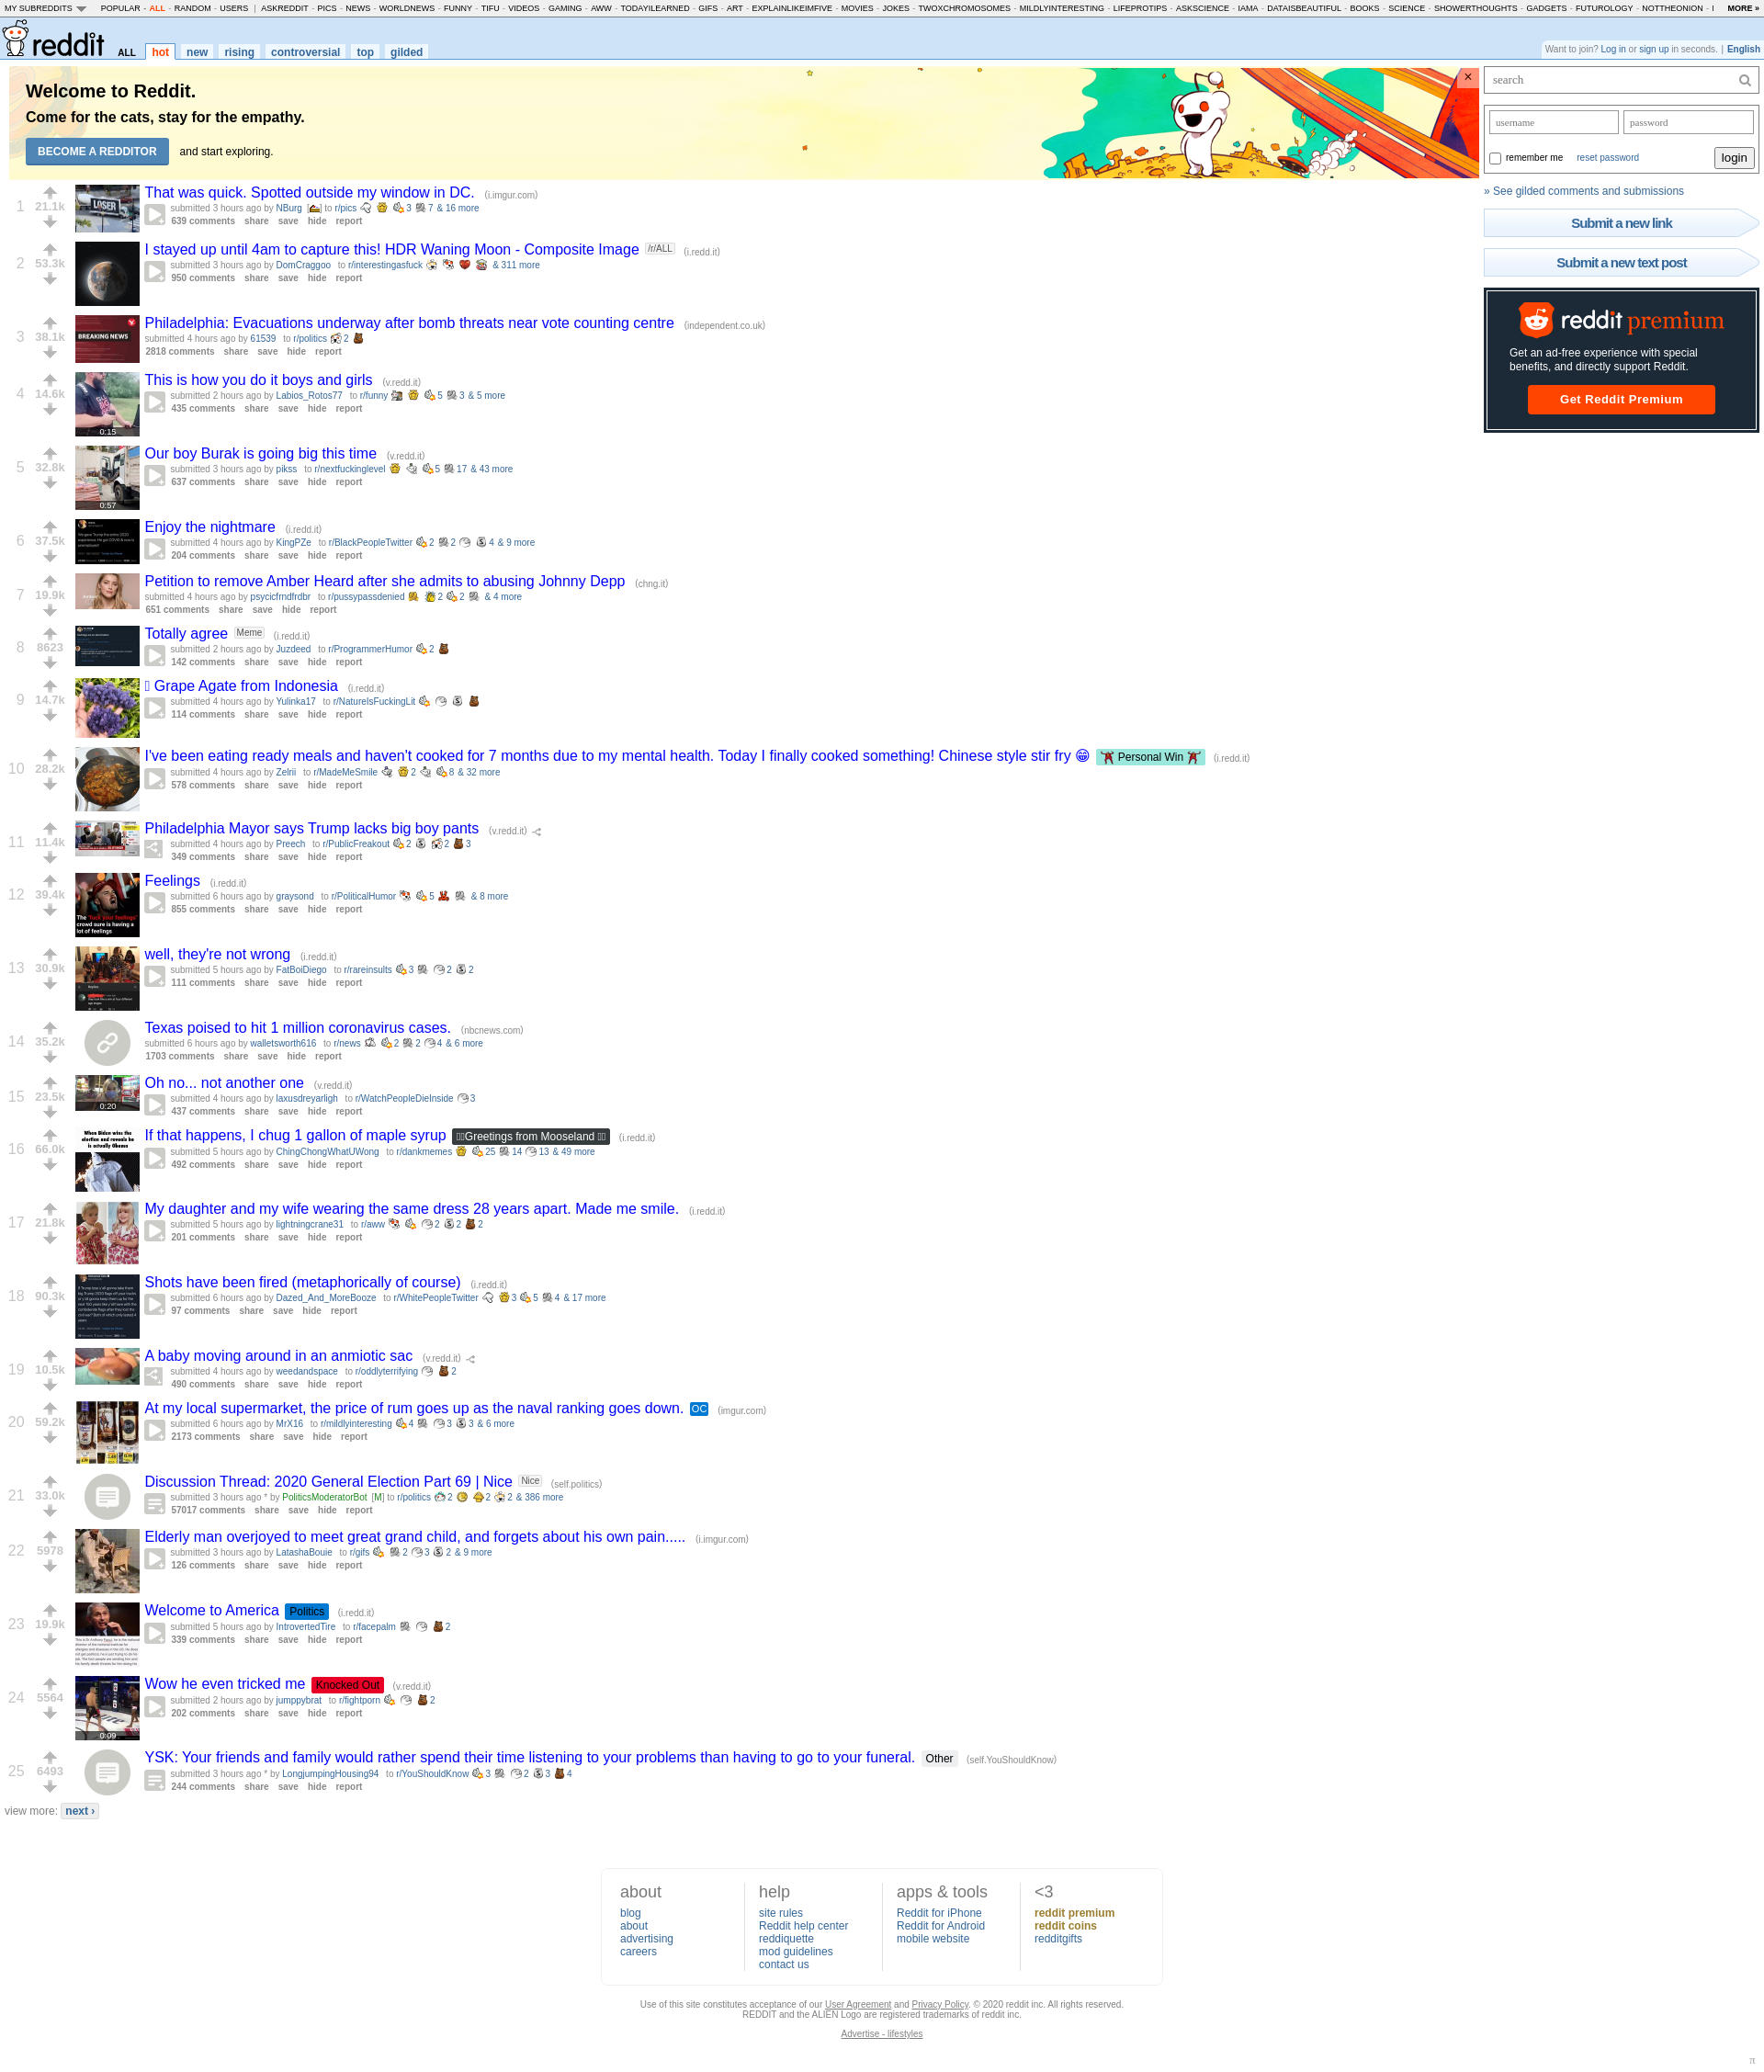 MY SUBREDDITS POPULAR - ALL - RANDOM - USERS | ASKREDDIT - PICS - NEWS - WORLDNEWS - FUNNY - TIFU - VIDEOS - GAMING - AWW - TODAYILEARNED - GIFS - ART - EXPLAINLIKEIMFIVE - MOVIES - JOKES - TWOXCHROMOSOMES - MILDLYINTERESTING - LIFEPROTIPS - ASKSCIENCE - IAMA - DATAISBEAUTIFUL - BOOKS - SCIENCE - SHOWERTHOUGHTS - GADGETS - FUTUROLOGY - NOTTHEONION - I MORE »
reddit ALL hot new rising controversial top gilded
Want to join? Log in or sign up in seconds. | English
Welcome to Reddit.
Come for the cats, stay for the empathy.
BECOME A REDDITOR and start exploring.
search
username password
remember me reset password login
» See gilded comments and submissions
Submit a new link
Submit a new text post
reddit premium
Get an ad-free experience with special
benefits, and directly support Reddit.
Get Reddit Premium
LOSER
1 21.1k That was quick. Spotted outside my window in DC. (i.imgur.com)
submitted 3 hours ago by NBurg [] to r/pics 3 7 & 16 more
639 comments share save hide report
2 53.3k I stayed up until 4am to capture this! HDR Waning Moon - Composite Image /r/ALL (i.redd.it)
submitted 3 hours ago by DomCraggoo to r/interestingasfuck & 311 more
950 comments share save hide report
BREAKING NEWS
3 38.1k Philadelphia: Evacuations underway after bomb threats near vote counting centre (independent.co.uk)
submitted 4 hours ago by 61539 to r/politics 2
2818 comments share save hide report
4 14.6k This is how you do it boys and girls (v.redd.it)
submitted 2 hours ago by Labios_Rotos77 to r/funny 5 3 & 5 more
435 comments share save hide report
0:15
5 32.8k Our boy Burak is going big this time (v.redd.it)
submitted 3 hours ago by pikss to r/nextfuckinglevel 5 17 & 43 more
637 comments share save hide report
0:57
6 37.5k Enjoy the nightmare (i.redd.it)
submitted 4 hours ago by KingPZe to r/BlackPeopleTwitter 2 2 4 & 9 more
204 comments share save hide report
7 19.9k Petition to remove Amber Heard after she admits to abusing Johnny Depp (chng.it)
submitted 4 hours ago by psycicfrndfrdbr to r/pussypassdenied 2 2 & 4 more
651 comments share save hide report
8 8623 Totally agree Meme (i.redd.it)
submitted 2 hours ago by Juzdeed to r/ProgrammerHumor 2
142 comments share save hide report
9 14.7k Grape Agate from Indonesia (i.redd.it)
submitted 4 hours ago by Yulinka17 to r/NatureIsFuckingLit
114 comments share save hide report
10 28.2k I've been eating ready meals and haven't cooked for 7 months due to my mental health. Today I finally cooked something! Chinese style stir fry 😁 Personal Win (i.redd.it)
submitted 4 hours ago by Zelrii to r/MadeMeSmile 2 8 & 32 more
578 comments share save hide report
11 11.4k Philadelphia Mayor says Trump lacks big boy pants (v.redd.it)
submitted 4 hours ago by Preech to r/PublicFreakout 2 2 3
349 comments share save hide report
12 39.4k Feelings (i.redd.it)
submitted 6 hours ago by graysond to r/PoliticalHumor 5 & 8 more
855 comments share save hide report
The "fuck your feelings"
crowd sure is having a
lot of feelings
13 30.9k well, they're not wrong (i.redd.it)
submitted 5 hours ago by FatBoiDiego to r/rareinsults 3 2 2
111 comments share save hide report
14 35.2k Texas poised to hit 1 million coronavirus cases. (nbcnews.com)
submitted 6 hours ago by walletsworth616 to r/news 2 2 4 & 6 more
1703 comments share save hide report
15 23.5k Oh no... not another one (v.redd.it)
submitted 4 hours ago by laxusdreyarligh to r/WatchPeopleDieInside 3
437 comments share save hide report
0:20
When Biden wins the
election and reveals he
is actually Obama
16 66.0k If that happens, I chug 1 gallon of maple syrup Greetings from Mooseland (i.redd.it)
submitted 5 hours ago by ChingChongWhatUWong to r/dankmemes 25 14 13 & 49 more
492 comments share save hide report
17 21.8k My daughter and my wife wearing the same dress 28 years apart. Made me smile. (i.redd.it)
submitted 5 hours ago by lightningcrane31 to r/aww 2 2 2
201 comments share save hide report
18 90.3k Shots have been fired (metaphorically of course) (i.redd.it)
submitted 6 hours ago by Dazed_And_MoreBooze to r/WhitePeopleTwitter 3 5 4 & 17 more
97 comments share save hide report
19 10.5k A baby moving around in an anmiotic sac (v.redd.it)
submitted 4 hours ago by weedandspace to r/oddlyterrifying 2
490 comments share save hide report
20 59.2k At my local supermarket, the price of rum goes up as the naval ranking goes down. OC (imgur.com)
submitted 6 hours ago by MrX16 to r/mildlyinteresting 4 3 3 & 6 more
2173 comments share save hide report
21 33.0k Discussion Thread: 2020 General Election Part 69 | Nice Nice (self.politics)
submitted 3 hours ago * by PoliticsModeratorBot [M] to r/politics 2 2 2 & 386 more
57017 comments share save hide report
22 5978 Elderly man overjoyed to meet great grand child, and forgets about his own pain..... (i.imgur.com)
submitted 3 hours ago by LatashaBouie to r/gifs 2 3 2 & 9 more
126 comments share save hide report
23 19.9k Welcome to America Politics (i.redd.it)
submitted 5 hours ago by IntrovertedTire to r/facepalm 2
339 comments share save hide report
24 5564 Wow he even tricked me Knocked Out (v.redd.it)
submitted 2 hours ago by jumppybrat to r/fightporn 2
202 comments share save hide report
0:09
25 6493 YSK: Your friends and family would rather spend their time listening to your problems than having to go to your funeral. Other (self.YouShouldKnow)
submitted 3 hours ago * by LongjumpingHousing94 to r/YouShouldKnow 3 2 3 4
244 comments share save hide report
view more: next ›
about help apps & tools <3
blog site rules Reddit for iPhone reddit premium
about Reddit help center Reddit for Android reddit coins
advertising reddiquette mobile website redditgifts
careers mod guidelines
contact us
Use of this site constitutes acceptance of our User Agreement and Privacy Policy. © 2020 reddit inc. All rights reserved.
REDDIT and the ALIEN Logo are registered trademarks of reddit inc.
Advertise - lifestyles
π